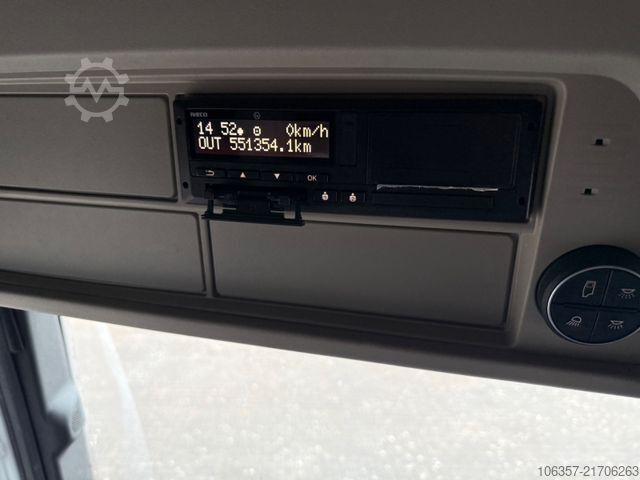 IVECO
14 52 0km/h
OUT 551354.1km
OK
106357-21706263